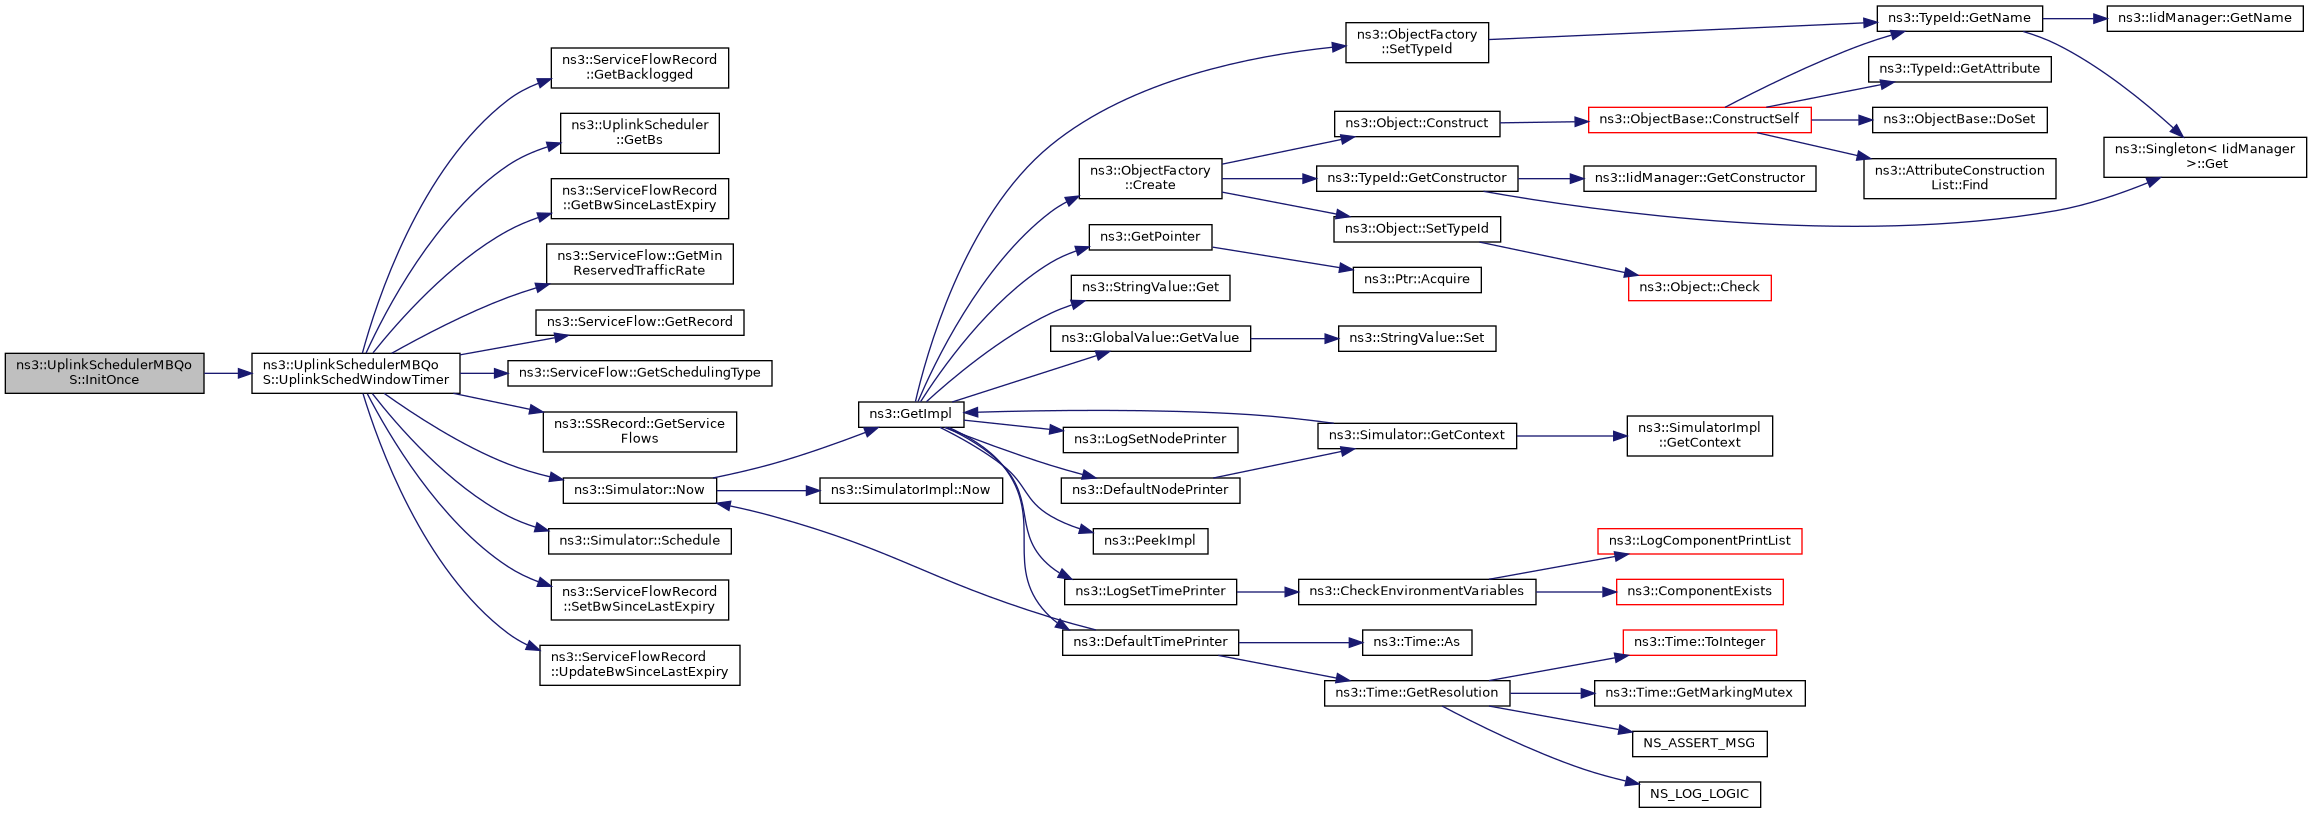 ns3::UplinkSchedulerMBQo
S::InitOnce
ns3::UplinkSchedulerMBQo
S::UplinkSchedWindowTimer
ns3::ServiceFlowRecord
::GetBacklogged
ns3::UplinkScheduler
::GetBs
ns3::ServiceFlowRecord
::GetBwSinceLastExpiry
ns3::ServiceFlow::GetMin
ReservedTrafficRate
ns3::ServiceFlow::GetRecord
ns3::ServiceFlow::GetSchedulingType
ns3::SSRecord::GetService
Flows
ns3::Simulator::Now
ns3::Simulator::Schedule
ns3::ServiceFlowRecord
::SetBwSinceLastExpiry
ns3::ServiceFlowRecord
::UpdateBwSinceLastExpiry
ns3::GetImpl
ns3::SimulatorImpl::Now
ns3::ObjectFactory
::SetTypeId
ns3::ObjectFactory
::Create
ns3::GetPointer
ns3::StringValue::Get
ns3::GlobalValue::GetValue
ns3::LogSetNodePrinter
ns3::DefaultNodePrinter
ns3::PeekImpl
ns3::LogSetTimePrinter
ns3::DefaultTimePrinter
ns3::Object::Construct
ns3::TypeId::GetConstructor
ns3::Object::SetTypeId
ns3::Ptr::Acquire
ns3::StringValue::Set
ns3::Simulator::GetContext
ns3::CheckEnvironmentVariables
ns3::Time::As
ns3::Time::GetResolution
ns3::ObjectBase::ConstructSelf
ns3::IidManager::GetConstructor
ns3::Object::Check
ns3::SimulatorImpl
::GetContext
ns3::LogComponentPrintList
ns3::ComponentExists
ns3::Time::ToInteger
ns3::Time::GetMarkingMutex
NS_ASSERT_MSG
NS_LOG_LOGIC
ns3::TypeId::GetName
ns3::TypeId::GetAttribute
ns3::ObjectBase::DoSet
ns3::AttributeConstruction
List::Find
ns3::IidManager::GetName
ns3::Singleton< IidManager
>::Get